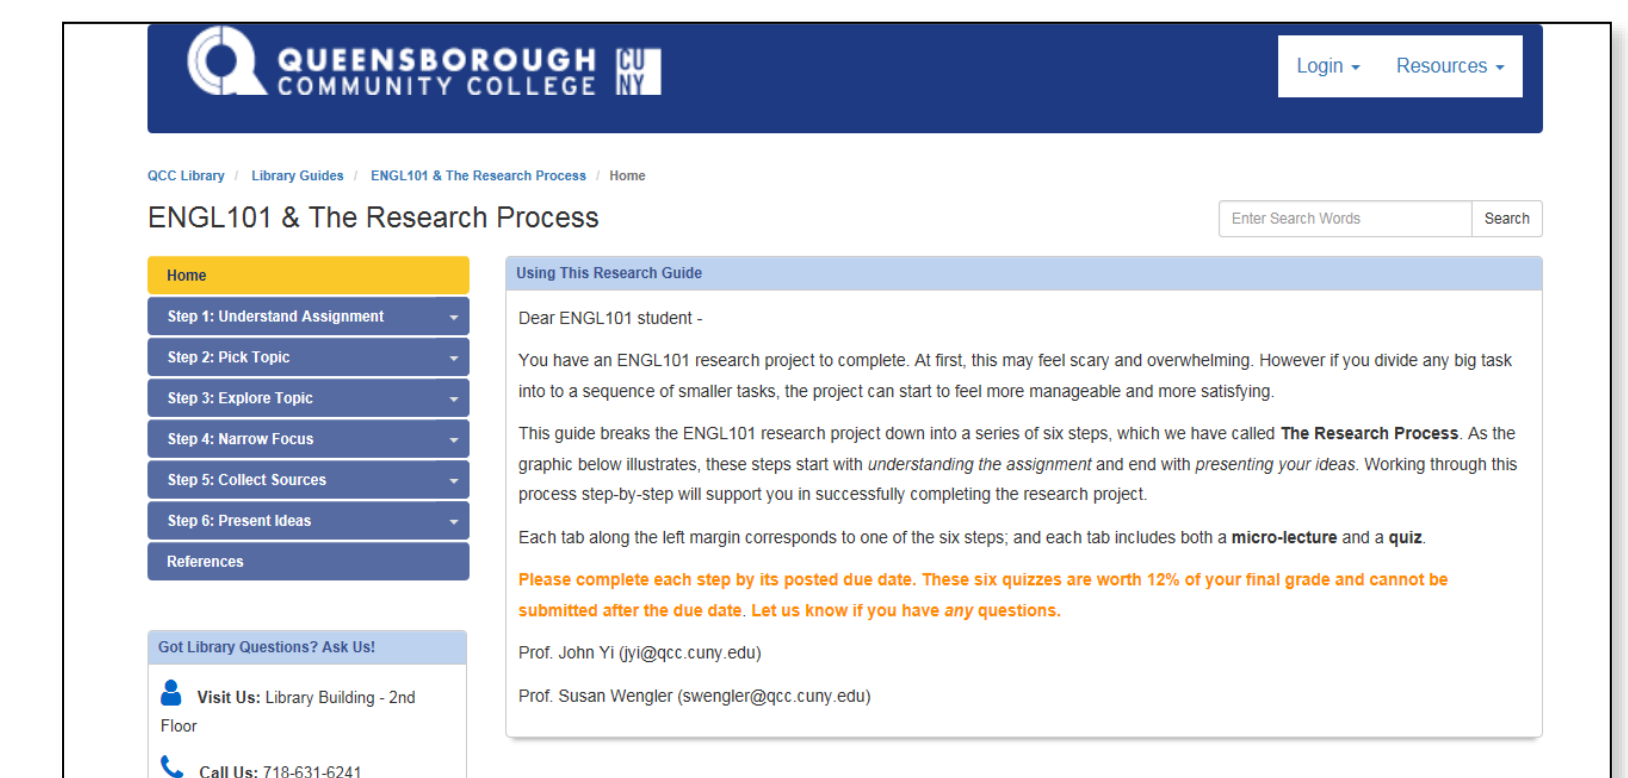 QUEENSBOROUGH CU
COMMUNITY COLLEGE NY
Login Resources
QCC Library / Library Guides / ENGL101 & The Research Process / Home
ENGL101 & The Research Process
Enter Search Words Search
Home
Step 1: Understand Assignment
Step 2: Pick Topic
Step 3: Explore Topic
Step 4: Narrow Focus
Step 5: Collect Sources
Step 6: Present Ideas
References
Got Library Questions? Ask Us!
Visit Us: Library Building - 2nd
Floor
Call Us: 718-631-6241
Using This Research Guide
Dear ENGL101 student -
You have an ENGL101 research project to complete. At first, this may feel scary and overwhelming. However if you divide any big task
into to a sequence of smaller tasks, the project can start to feel more manageable and more satisfying.
This guide breaks the ENGL101 research project down into a series of six steps, which we have called The Research Process. As the
graphic below illustrates, these steps start with understanding the assignment and end with presenting your ideas. Working through this
process step-by-step will support you in successfully completing the research project.
Each tab along the left margin corresponds to one of the six steps; and each tab includes both a micro-lecture and a quiz.
Please complete each step by its posted due date. These six quizzes are worth 12% of your final grade and cannot be
submitted after the due date. Let us know if you have any questions.
Prof. John Yi (jyi@qcc.cuny.edu)
Prof. Susan Wengler (swengler@qcc.cuny.edu)